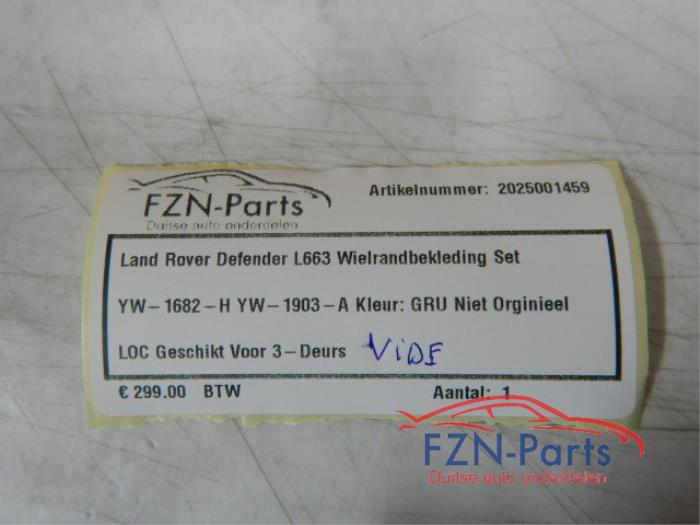 FZN-Parts
Duitse auto onderdelen
Artikelnummer: 2025001459
Land Rover Defender L663 Wielrandbekleding Set
YW-1682-H YW-1903-A Kleur: GRU Niet Orginieel
LOC Geschikt Voor 3-Deurs ViDE
€ 299.00 BTW
Aantal: 1
FZN-Parts
Duitse auto onderdelen